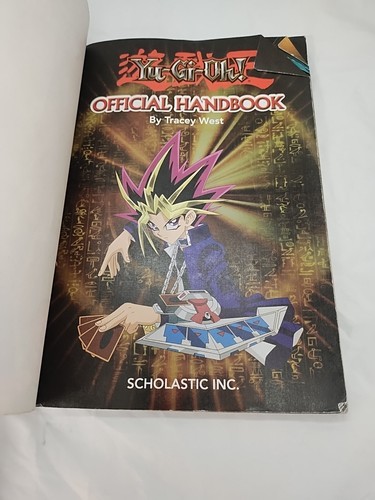 Yu-Gi-Oh!
OFFICIAL HANDBOOK
By Tracey West
SCHOLASTIC INC.